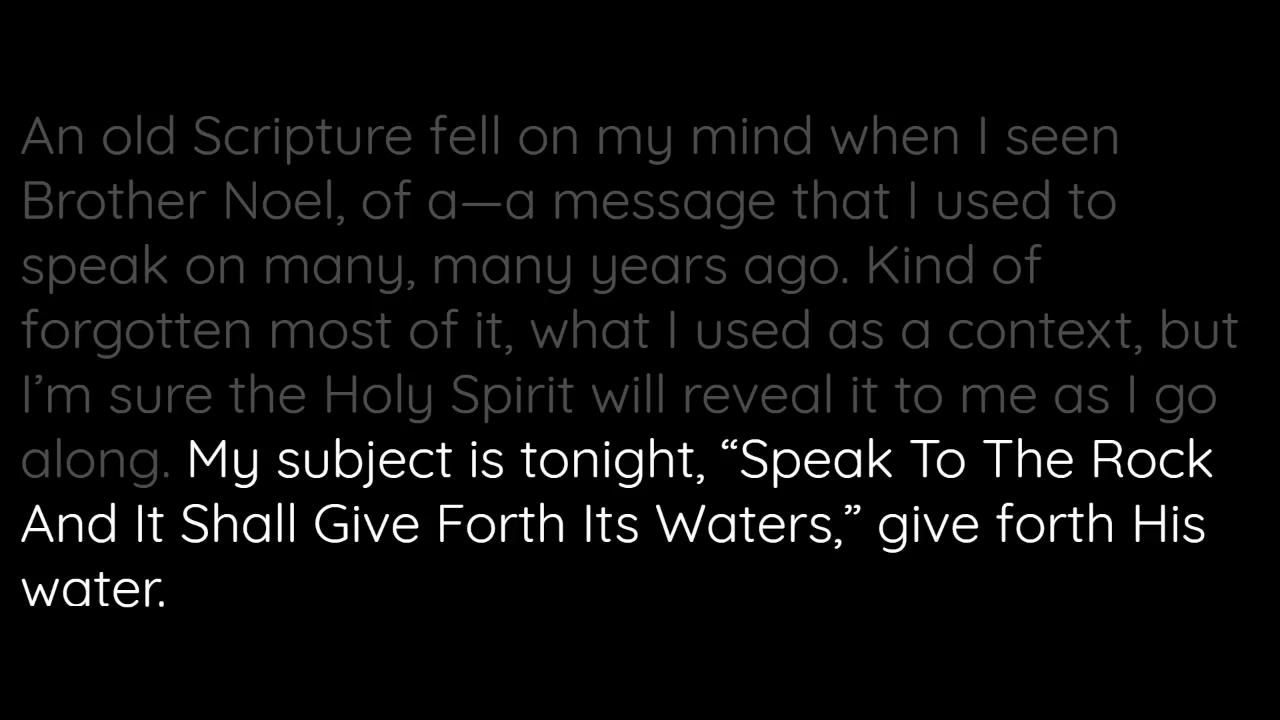 An old Scripture fell on my mind when I seen
Brother Noel, of a—a message that I used to
speak on many, many years ago. Kind of
forgotten most of it, what I used as a context, but
I’m sure the Holy Spirit will reveal it to me as I go
along. My subject is tonight, “Speak To The Rock
And It Shall Give Forth Its Waters,” give forth His
water.